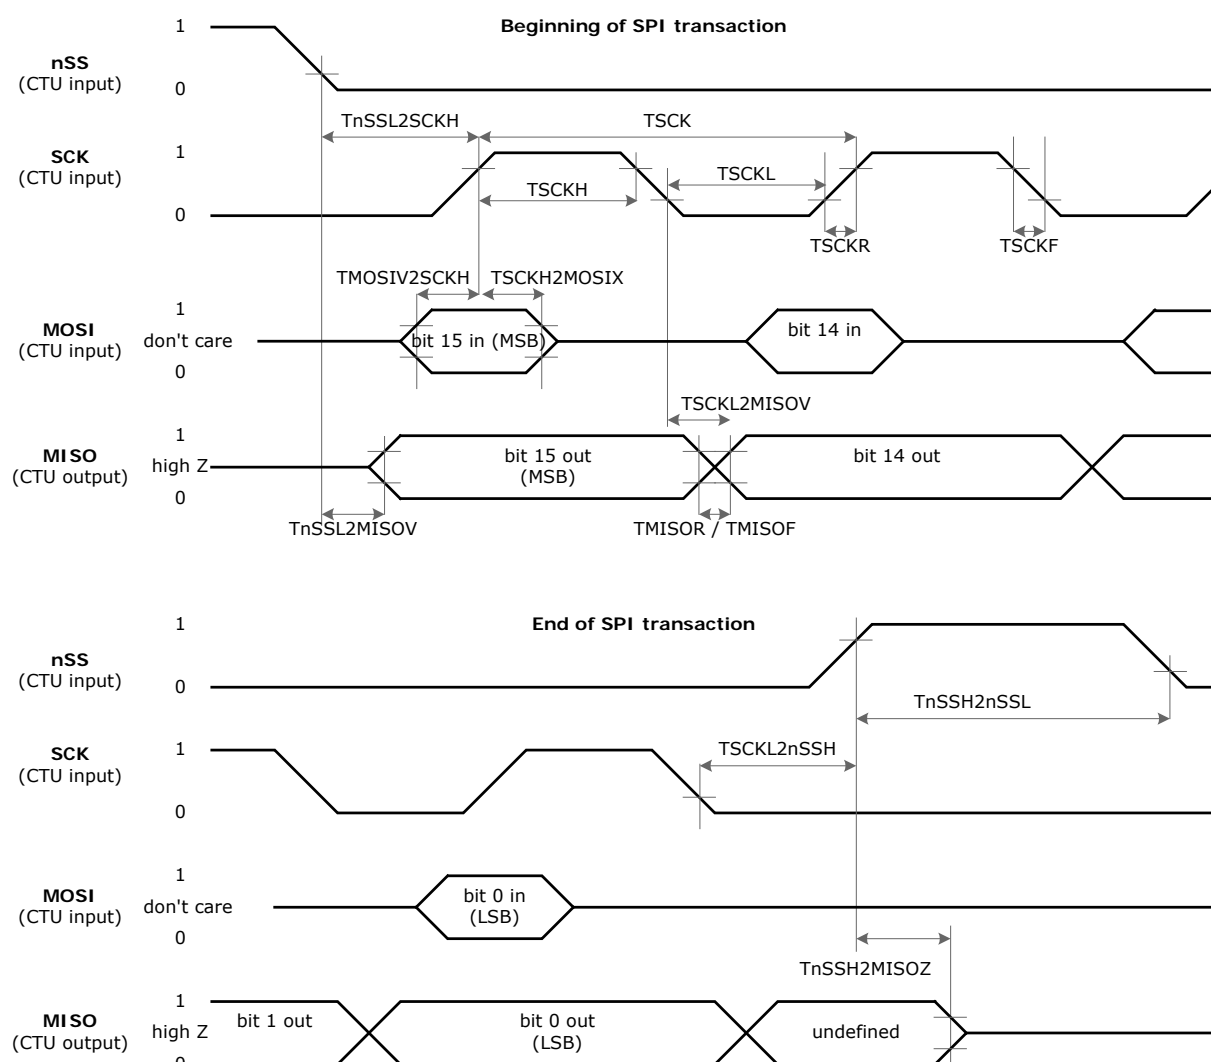 Beginning of SPI transaction
1
nSS
(CTU input)
0
TnSSL2SCKH
TSCK
1
SCK
(CTU input)
TSCKH
TSCKL
0
TSCKR
TSCKF
TMOSIV2SCKH
TSCKH2MOSIX
1
MOSI
(CTU input)
don't care
bit 15 in (MSB)
bit 14 in
0
TSCKL2MISOV
1
MISO
(CTU output)
high Z
bit 15 out
(MSB)
bit 14 out
0
TnSSL2MISOV
TMISOR / TMISOF
End of SPI transaction
1
nSS
(CTU input)
0
TnSSH2nSSL
1
SCK
(CTU input)
TSCKL2nSSH
0
1
MOSI
(CTU input)
don't care
bit 0 in
(LSB)
0
TnSSH2MISOZ
1
MISO
(CTU output)
high Z
bit 1 out
bit 0 out
(LSB)
undefined
0